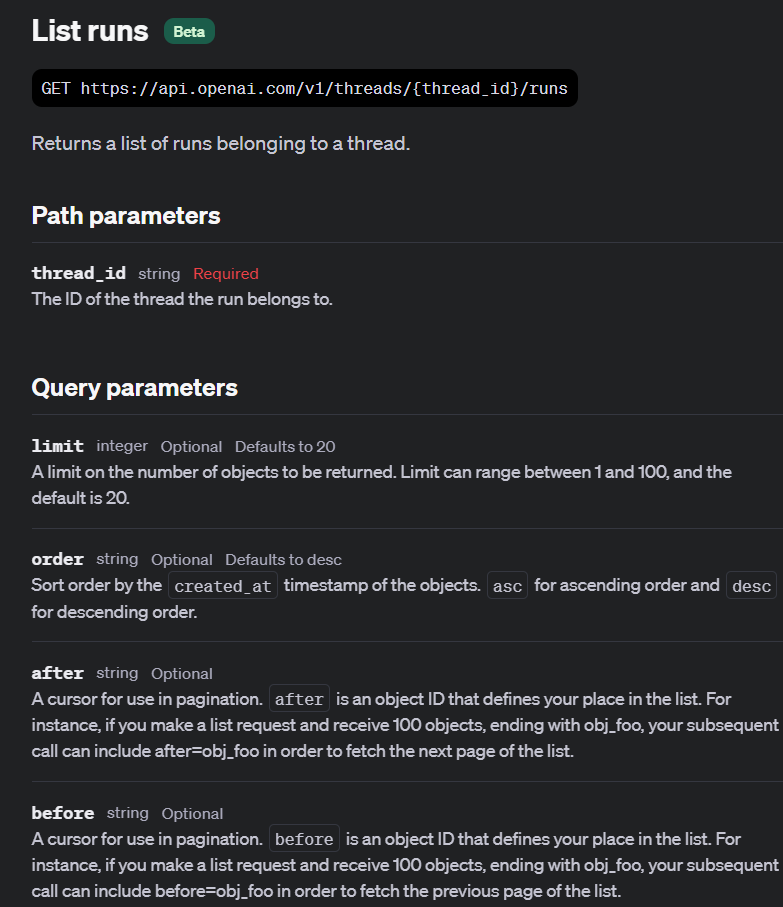 List runs Beta
GET https://api.openai.com/v1/threads/{thread_id}/runs
Returns a list of runs belonging to a thread.
Path parameters
thread_id string Required
The ID of the thread the run belongs to.
Query parameters
limit integer Optional Defaults to 20
A limit on the number of objects to be returned. Limit can range between 1 and 100, and the
default is 20.
order string Optional Defaults to desc
Sort order by the created_at timestamp of the objects. asc for ascending order and desc
for descending order.
after string Optional
A cursor for use in pagination. after is an object ID that defines your place in the list. For
instance, if you make a list request and receive 100 objects, ending with obj_foo, your subsequent
call can include after=obj_foo in order to fetch the next page of the list.
before string Optional
A cursor for use in pagination. before is an object ID that defines your place in the list. For
instance, if you make a list request and receive 100 objects, ending with obj_foo, your subsequent
call can include before=obj_foo in order to fetch the previous page of the list.